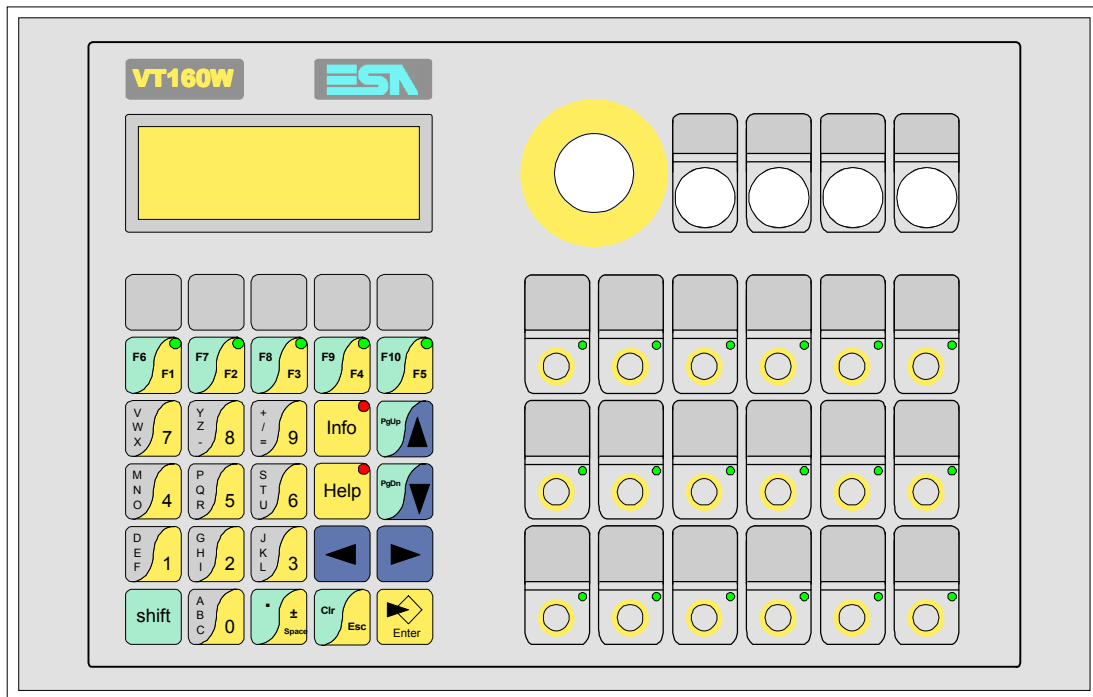 VT160W ESA
F6 F1 F7 F2 F8 F3 F9 F4 F10 F5
V W X 7 Y Z - 8 + / = 9 Info PgUp
M N O 4 P Q R 5 S T U 6 Help PgDn
D E F 1 G H I 2 J K L 3
shift A B C 0 . ± Space Clr Esc Enter